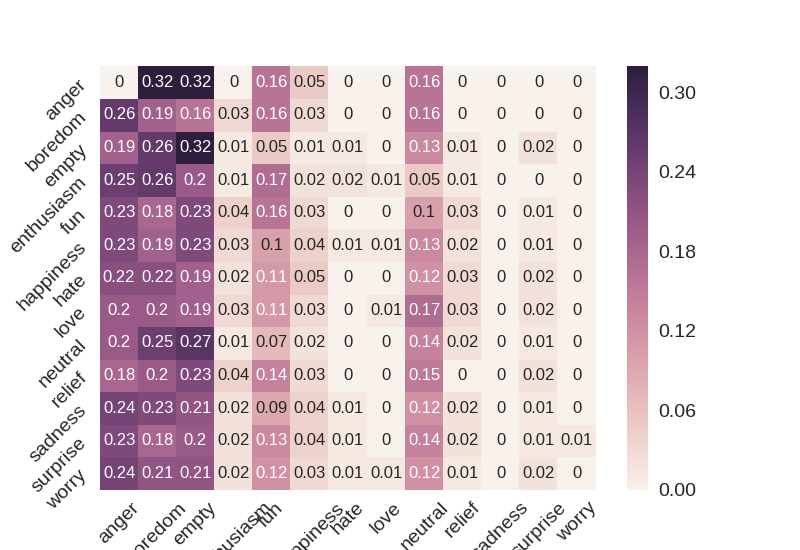 anger 0 0.32 0.32 0 0.16 0.05 0 0 0.16 0 0 0 0 0.30
boredom 0.26 0.19 0.16 0.03 0.16 0.03 0 0 0.16 0 0 0 0
empty 0.19 0.26 0.32 0.01 0.05 0.01 0.01 0 0.13 0.01 0 0.02 0 0.24
enthusiasm 0.25 0.26 0.2 0.01 0.17 0.02 0.02 0.01 0.05 0.01 0 0 0
fun 0.23 0.18 0.23 0.04 0.16 0.03 0 0 0.1 0.03 0 0.01 0
happiness 0.23 0.19 0.23 0.03 0.1 0.04 0.01 0.01 0.13 0.02 0 0.01 0 0.18
hate 0.22 0.22 0.19 0.02 0.11 0.05 0 0 0.12 0.03 0 0.02 0
love 0.2 0.2 0.19 0.03 0.11 0.03 0 0.01 0.17 0.03 0 0.02 0
neutral 0.2 0.25 0.27 0.01 0.07 0.02 0 0 0.14 0.02 0 0.01 0 0.12
relief 0.18 0.2 0.23 0.04 0.14 0.03 0 0 0.15 0 0 0.02 0
sadness 0.24 0.23 0.21 0.02 0.09 0.04 0.01 0 0.12 0.02 0 0.01 0 0.06
surprise 0.23 0.18 0.2 0.02 0.13 0.04 0.01 0 0.14 0.02 0 0.01 0.01
worry 0.24 0.21 0.21 0.02 0.12 0.03 0.01 0.01 0.12 0.01 0 0.02 0 0.00
anger oredom empty husiasm fun ppiness hate love neutral relief sadness surprise worry